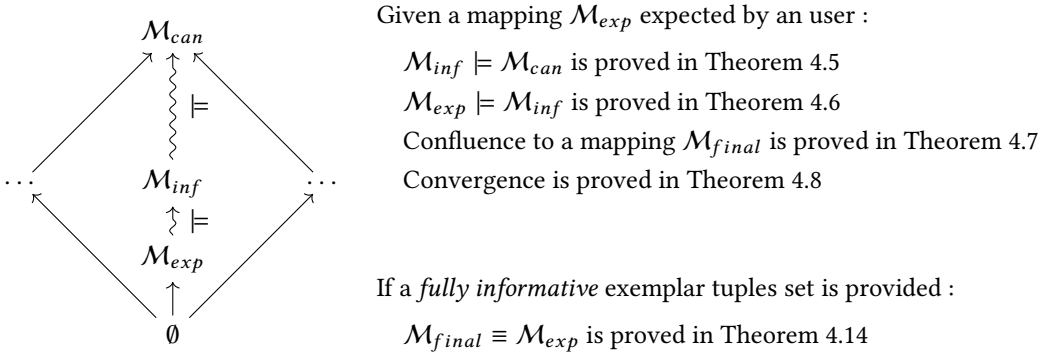 M_can
⊨
· · · M_inf · · ·
⊨
M_exp
∅
Given a mapping M_exp expected by an user :
M_inf ⊨ M_can is proved in Theorem 4.5
M_exp ⊨ M_inf is proved in Theorem 4.6
Confluence to a mapping M_final is proved in Theorem 4.7
Convergence is proved in Theorem 4.8
If a fully informative exemplar tuples set is provided :
M_final ≡ M_exp is proved in Theorem 4.14